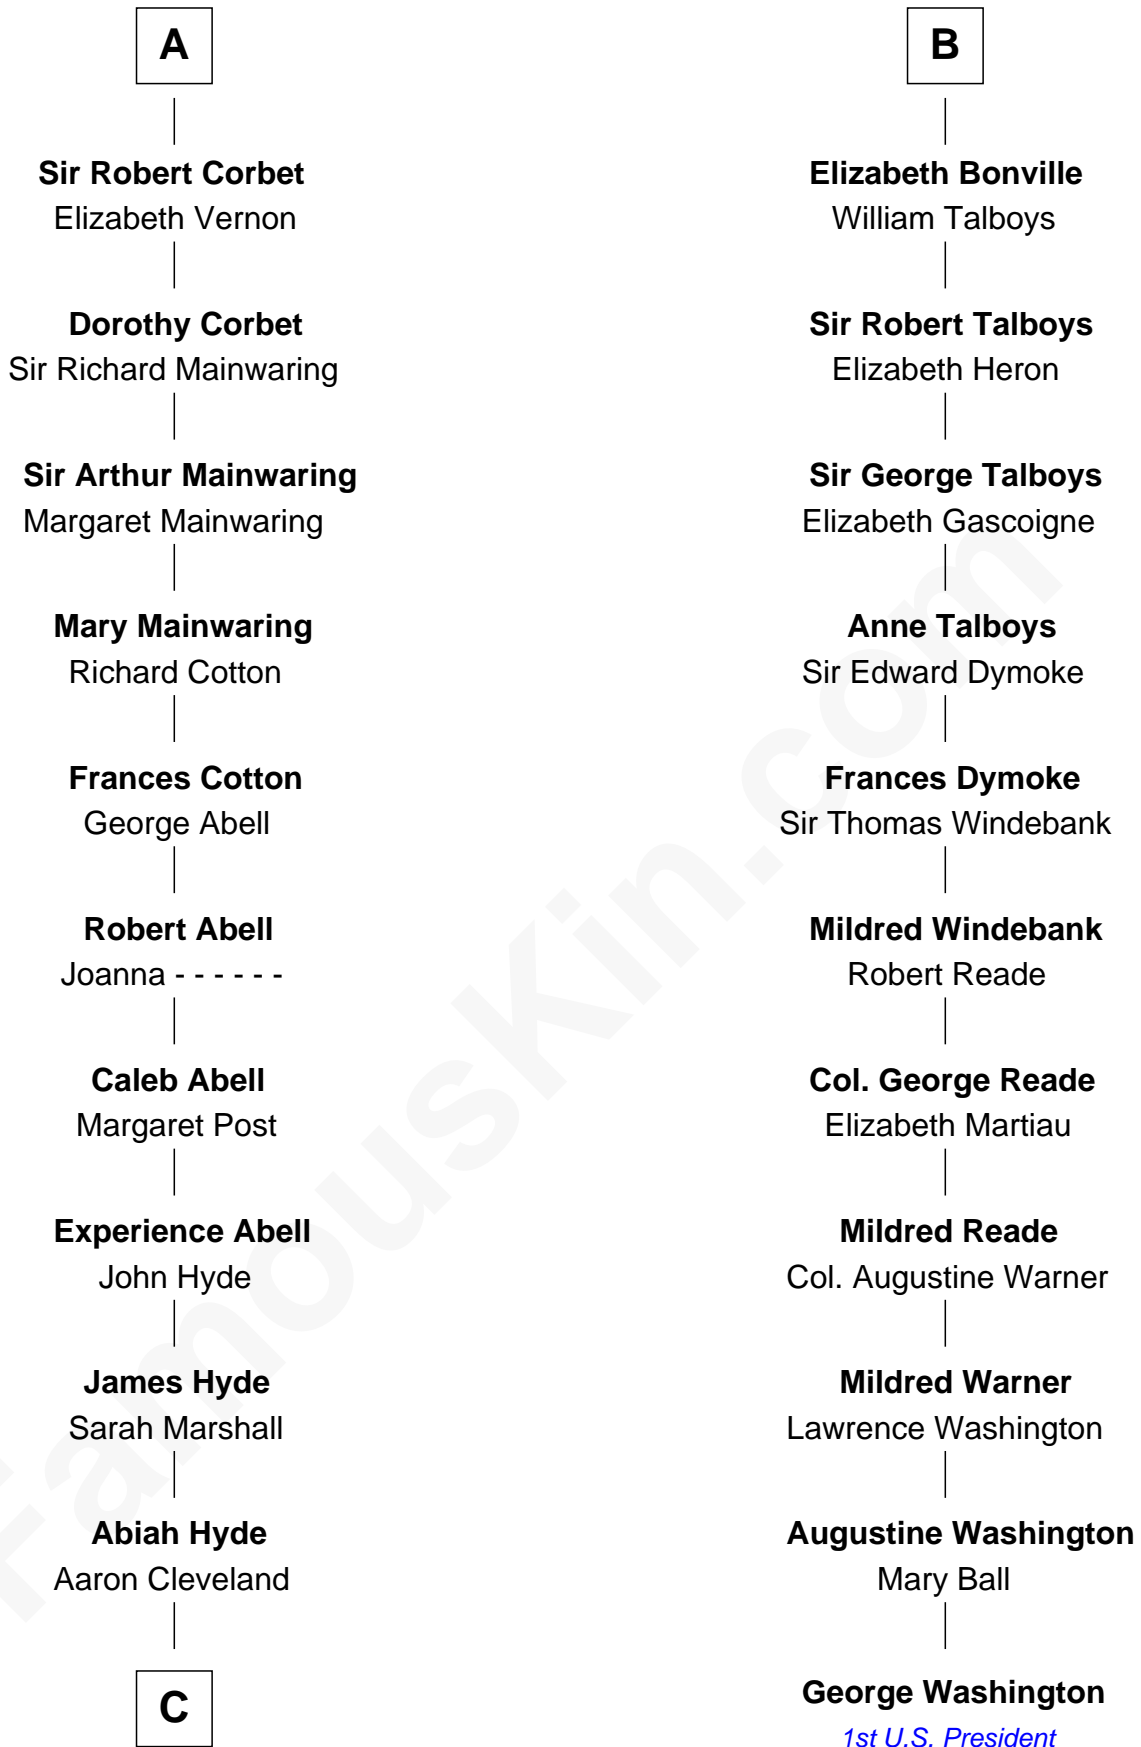 A
Sir Robert Corbet
Elizabeth Vernon
Dorothy Corbet
Sir Richard Mainwaring
Sir Arthur Mainwaring
Margaret Mainwaring
Mary Mainwaring
Richard Cotton
Frances Cotton
George Abell
Robert Abell
Joanna - - - - - -
Caleb Abell
Margaret Post
Experience Abell
John Hyde
James Hyde
Sarah Marshall
Abiah Hyde
Aaron Cleveland
C
B
Elizabeth Bonville
William Talboys
Sir Robert Talboys
Elizabeth Heron
Sir George Talboys
Elizabeth Gascoigne
Anne Talboys
Sir Edward Dymoke
Frances Dymoke
Sir Thomas Windebank
Mildred Windebank
Robert Reade
Col. George Reade
Elizabeth Martiau
Mildred Reade
Col. Augustine Warner
Mildred Warner
Lawrence Washington
Augustine Washington
Mary Ball
George Washington
1st U.S. President
FamousKin.com